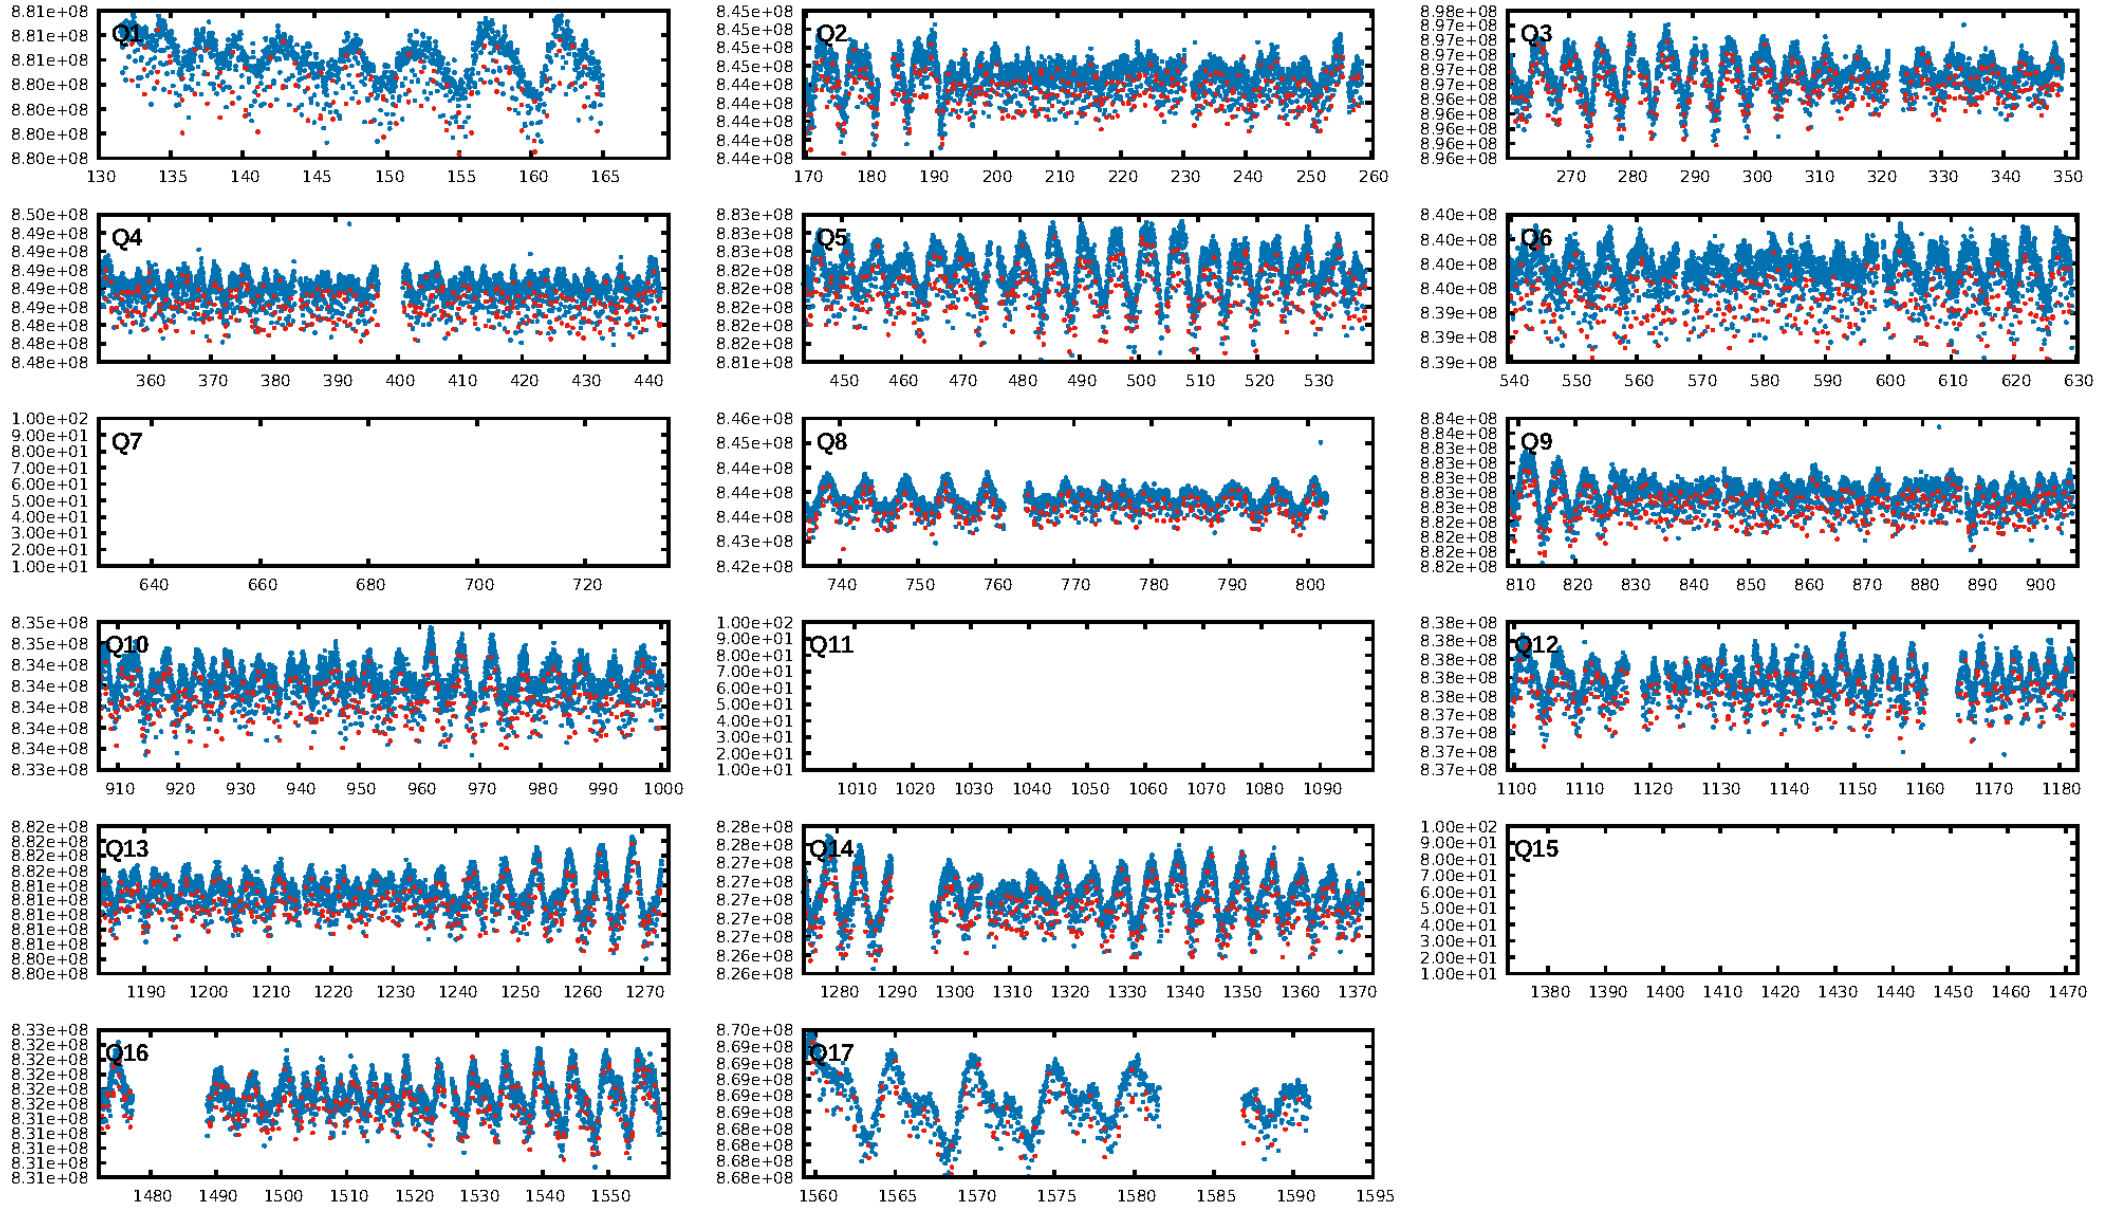 Q1
8.81e+08
8.81e+08
8.81e+08
8.80e+08
8.80e+08
8.80e+08
8.80e+08
130 135 140 145 150 155 160 165
Q2
8.45e+08
8.45e+08
8.45e+08
8.45e+08
8.44e+08
8.44e+08
8.44e+08
8.44e+08
8.44e+08
170 180 190 200 210 220 230 240 250 260
Q3
8.98e+08
8.97e+08
8.97e+08
8.97e+08
8.97e+08
8.97e+08
8.96e+08
8.96e+08
8.96e+08
8.96e+08
8.96e+08
270 280 290 300 310 320 330 340 350
Q4
8.50e+08
8.49e+08
8.49e+08
8.49e+08
8.49e+08
8.49e+08
8.48e+08
8.48e+08
8.48e+08
360 370 380 390 400 410 420 430 440
Q5
8.83e+08
8.83e+08
8.83e+08
8.82e+08
8.82e+08
8.82e+08
8.82e+08
8.82e+08
8.81e+08
450 460 470 480 490 500 510 520 530
Q6
8.40e+08
8.40e+08
8.40e+08
8.40e+08
8.39e+08
8.39e+08
8.39e+08
540 550 560 570 580 590 600 610 620 630
Q7
1.00e+02
9.00e+01
8.00e+01
7.00e+01
6.00e+01
5.00e+01
4.00e+01
3.00e+01
2.00e+01
1.00e+01
640 660 680 700 720
Q8
8.46e+08
8.45e+08
8.44e+08
8.44e+08
8.44e+08
8.43e+08
8.42e+08
740 750 760 770 780 790 800
Q9
8.84e+08
8.84e+08
8.83e+08
8.83e+08
8.83e+08
8.83e+08
8.83e+08
8.82e+08
8.82e+08
8.82e+08
8.82e+08
810 820 830 840 850 860 870 880 890 900
Q10
8.35e+08
8.35e+08
8.34e+08
8.34e+08
8.34e+08
8.34e+08
8.34e+08
8.33e+08
910 920 930 940 950 960 970 980 990 1000
Q11
1.00e+02
9.00e+01
8.00e+01
7.00e+01
6.00e+01
5.00e+01
4.00e+01
3.00e+01
2.00e+01
1.00e+01
1010 1020 1030 1040 1050 1060 1070 1080 1090
Q12
8.38e+08
8.38e+08
8.38e+08
8.38e+08
8.38e+08
8.37e+08
8.37e+08
8.37e+08
8.37e+08
1100 1110 1120 1130 1140 1150 1160 1170 1180
Q13
8.82e+08
8.82e+08
8.82e+08
8.82e+08
8.81e+08
8.81e+08
8.81e+08
8.81e+08
8.81e+08
8.80e+08
8.80e+08
1190 1200 1210 1220 1230 1240 1250 1260 1270
Q14
8.28e+08
8.28e+08
8.27e+08
8.27e+08
8.27e+08
8.27e+08
8.27e+08
8.26e+08
8.26e+08
1280 1290 1300 1310 1320 1330 1340 1350 1360 1370
Q15
1.00e+02
9.00e+01
8.00e+01
7.00e+01
6.00e+01
5.00e+01
4.00e+01
3.00e+01
2.00e+01
1.00e+01
1380 1390 1400 1410 1420 1430 1440 1450 1460 1470
Q16
8.33e+08
8.32e+08
8.32e+08
8.32e+08
8.32e+08
8.32e+08
8.31e+08
8.31e+08
8.31e+08
8.31e+08
8.31e+08
1480 1490 1500 1510 1520 1530 1540 1550
Q17
8.70e+08
8.69e+08
8.69e+08
8.69e+08
8.69e+08
8.69e+08
8.68e+08
8.68e+08
8.68e+08
8.68e+08
1560 1565 1570 1575 1580 1585 1590 1595